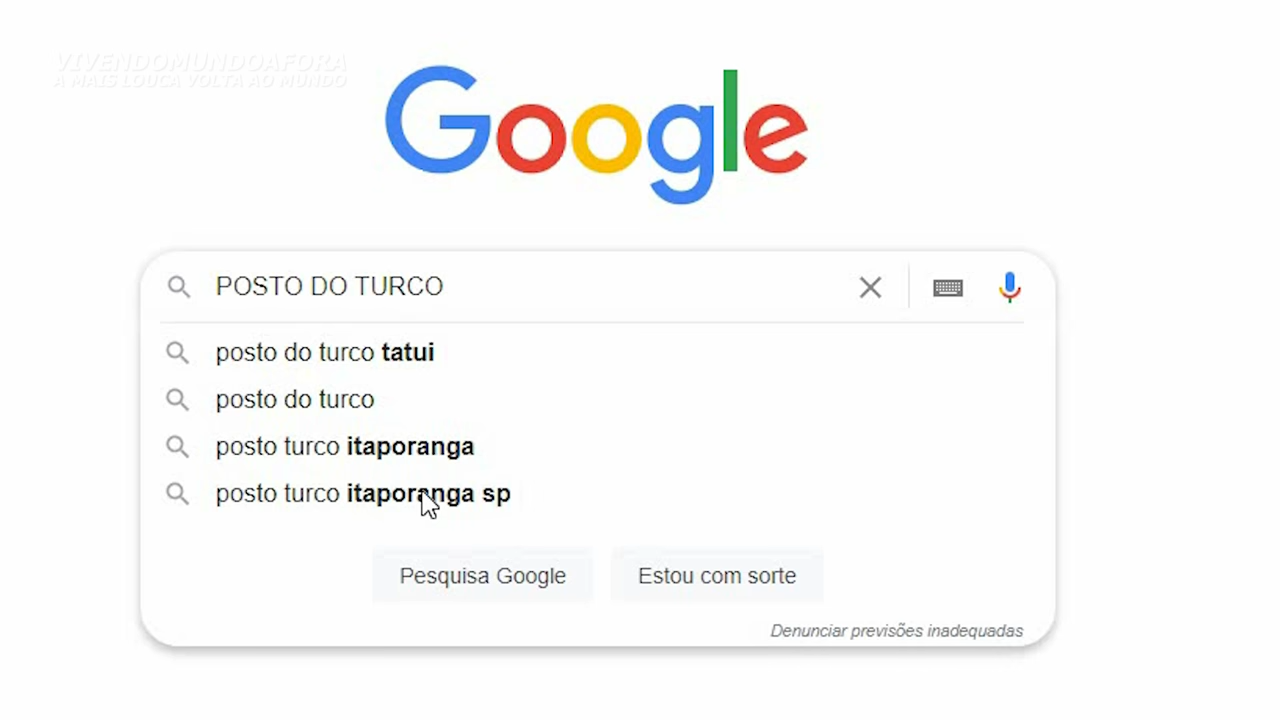 VIVENDOMUNDOAFORA
A MAIS LOUCA VOLTA AO MUNDO
Google
POSTO DO TURCO
posto do turco tatui
posto do turco
posto turco itaporanga
posto turco itaporanga sp
Pesquisa Google
Estou com sorte
Denunciar previsões inadequadas